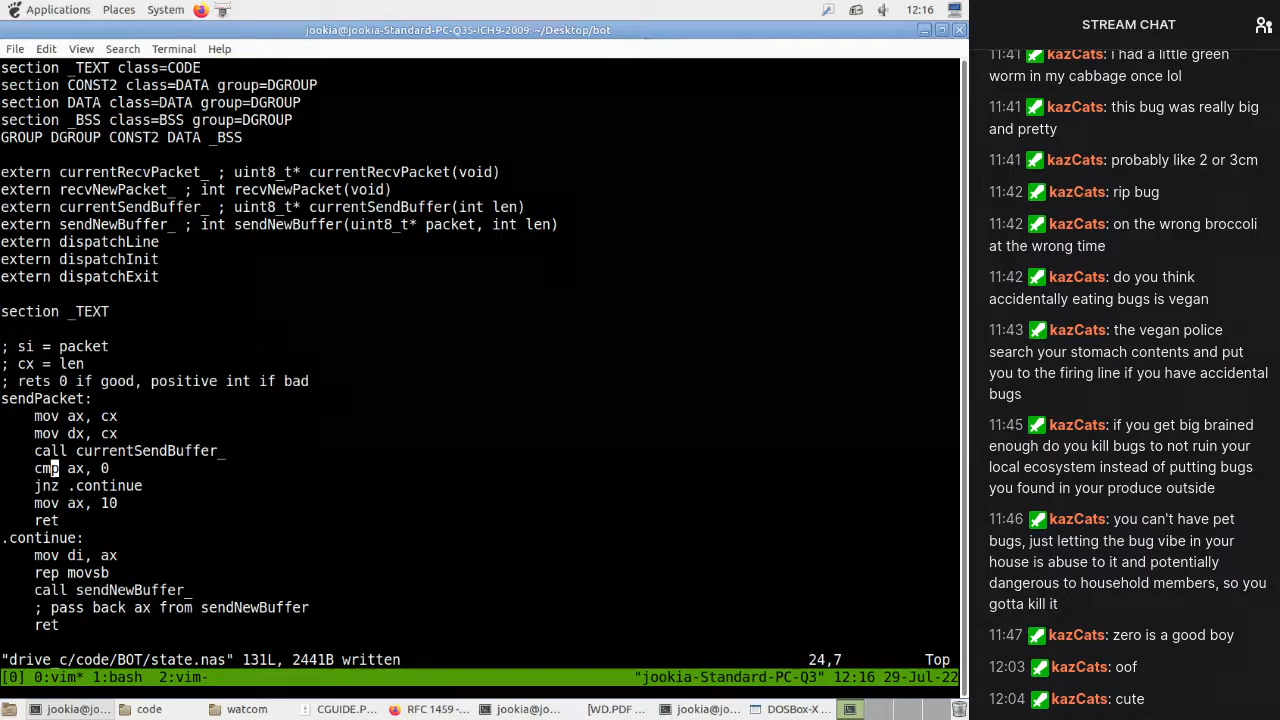 Applications Places System 12:16
jookia@jookia-Standard-PC-Q35-ICH9-2009: ~/Desktop/bot
File Edit View Search Terminal Help
section _TEXT class=CODE
section CONST2 class=DATA group=DGROUP
section DATA class=DATA group=DGROUP
section _BSS class=BSS group=DGROUP
GROUP DGROUP CONST2 DATA _BSS
extern currentRecvPacket_ ; uint8_t* currentRecvPacket(void)
extern recvNewPacket_ ; int recvNewPacket(void)
extern currentSendBuffer_ ; uint8_t* currentSendBuffer(int len)
extern sendNewBuffer_ ; int sendNewBuffer(uint8_t* packet, int len)
extern dispatchLine
extern dispatchInit
extern dispatchExit
section _TEXT
; si = packet
; cx = len
; rets 0 if good, positive int if bad
sendPacket:
mov ax, cx
mov dx, cx
call currentSendBuffer_
cmp ax, 0
jnz .continue
mov ax, 10
ret
.continue:
mov di, ax
rep movsb
call sendNewBuffer_
; pass back ax from sendNewBuffer
ret
"drive_c/code/BOT/state.nas" 131L, 2441B written 24,7 Top
[0] 0:vim* 1:bash 2:vim- "jookia-Standard-PC-Q3" 12:16 29-Jul-22
jookia@jo... code watcom CGUIDE.P... RFC 1459 -... jookia@jo... [WD.PDF ... jookia@jo... DOSBox-X ...
STREAM CHAT
11:41 kazCats: i had a little green
worm in my cabbage once lol
11:41 kazCats: this bug was really big
and pretty
11:41 kazCats: probably like 2 or 3cm
11:42 kazCats: rip bug
11:42 kazCats: on the wrong broccoli
at the wrong time
11:42 kazCats: do you think
accidentally eating bugs is vegan
11:43 kazCats: the vegan police
search your stomach contents and put
you to the firing line if you have accidental
bugs
11:45 kazCats: if you get big brained
enough do you kill bugs to not ruin your
local ecosystem instead of putting bugs
you found in your produce outside
11:46 kazCats: you can't have pet
bugs, just letting the bug vibe in your
house is abuse to it and potentially
dangerous to household members, so you
gotta kill it
11:47 kazCats: zero is a good boy
12:03 kazCats: oof
12:04 kazCats: cute